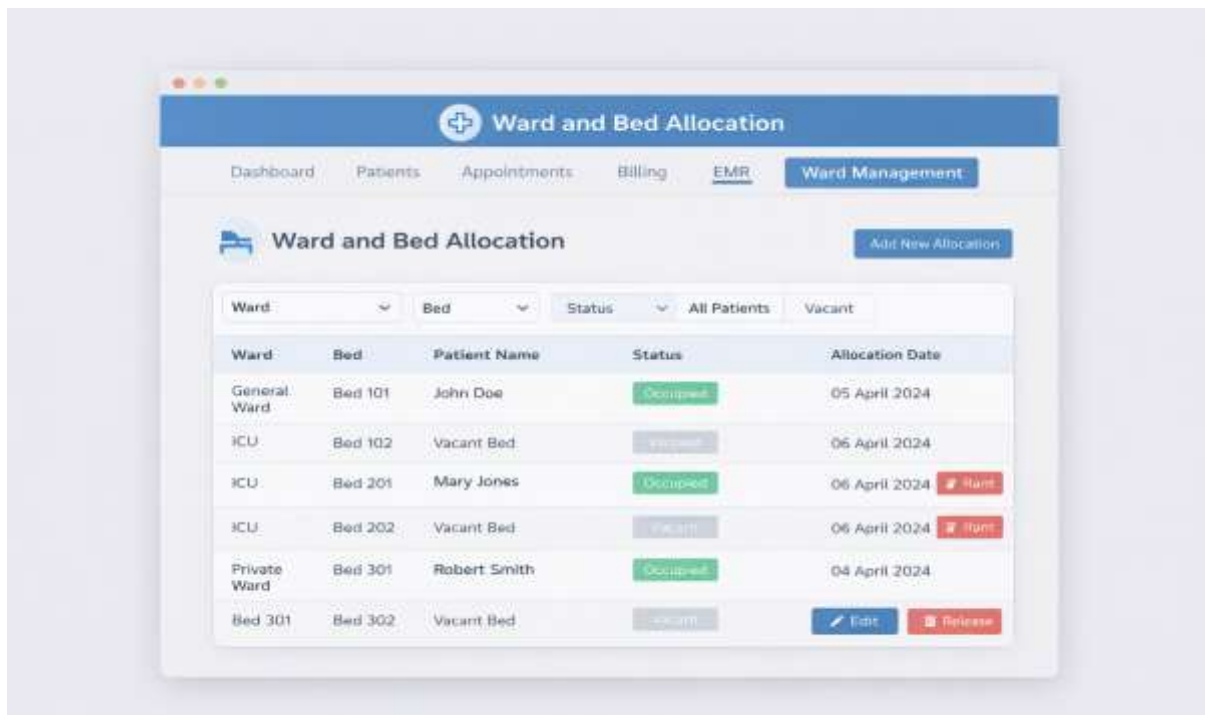 Ward and Bed Allocation
Dashboard Patients Appointments Billing EMR Ward Management
Ward and Bed Allocation Add New Allocation
Ward Bed Status All Patients Vacant
Ward Bed Patient Name Status Allocation Date
General Ward Bed 101 John Doe Occupied 05 April 2024
ICU Bed 102 Vacant Bed 06 April 2024
ICU Bed 201 Mary Jones Occupied 06 April 2024
ICU Bed 202 Vacant Bed Vacant 06 April 2024
Private Ward Bed 301 Robert Smith Occupied 04 April 2024
Bed 301 Bed 302 Vacant Bed Vacant Edit Release